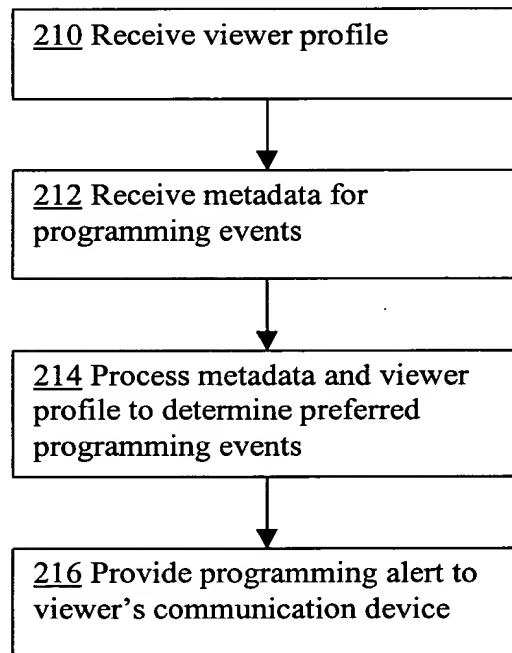 210 Receive viewer profile
212 Receive metadata for
programming events
214 Process metadata and viewer
profile to determine preferred
programming events
216 Provide programming alert to
viewer's communication device